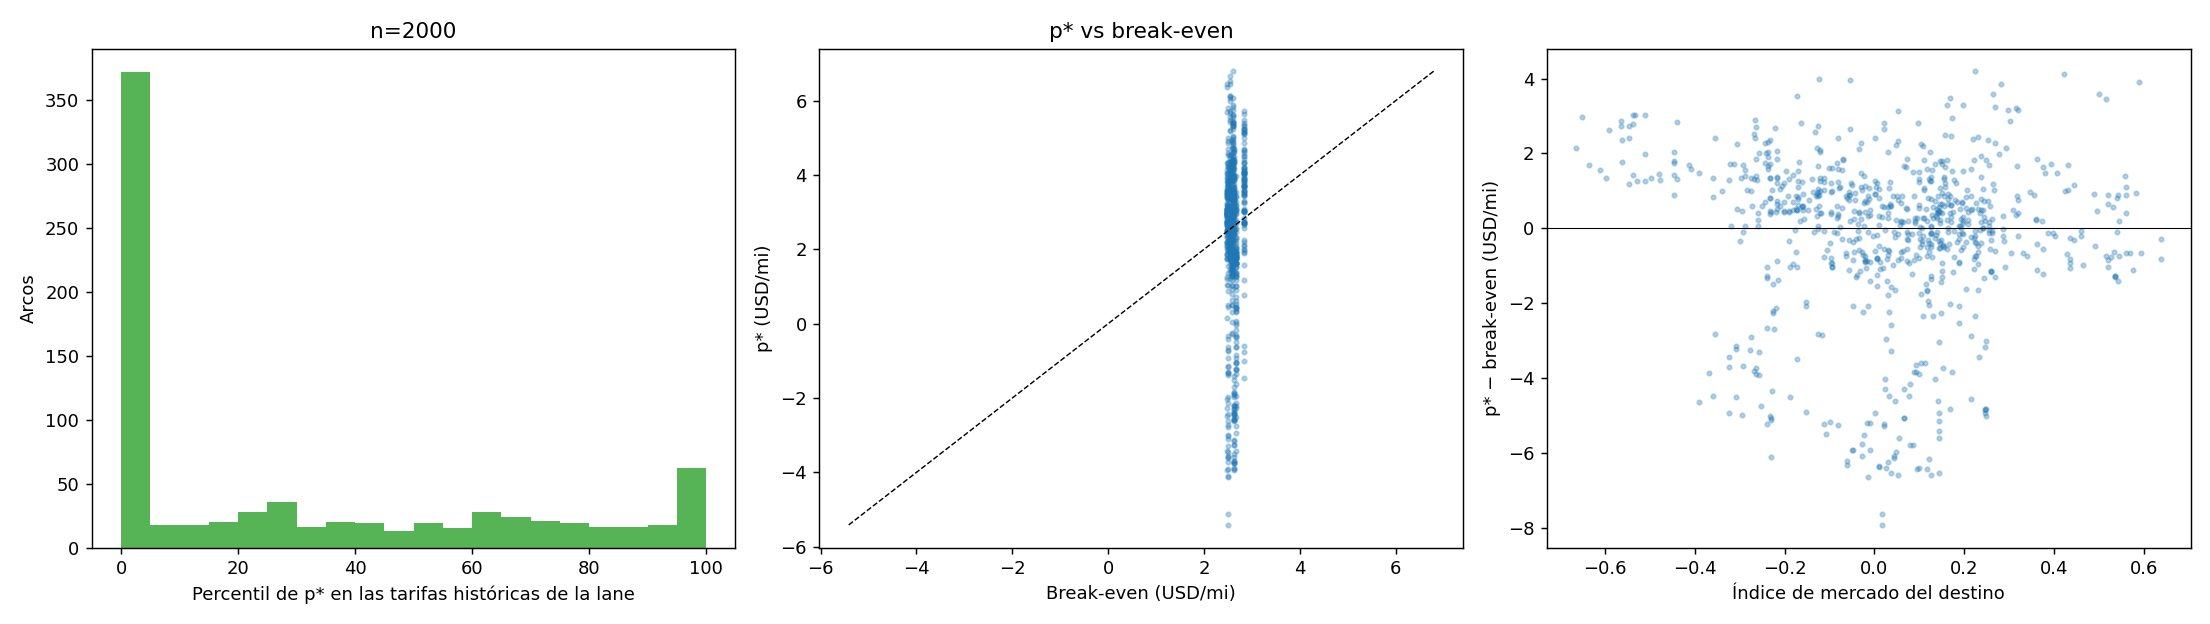 n=2000
350
300
250
200
150
100
50
0
Arcos
0 20 40 60 80 100
Percentil de p* en las tarifas históricas de la lane
p* vs break-even
6
4
2
0
−2
−4
−6
p* (USD/mi)
−6 −4 −2 0 2 4 6
Break-even (USD/mi)
4
2
0
−2
−4
−6
−8
p* − break-even (USD/mi)
−0.6 −0.4 −0.2 0.0 0.2 0.4 0.6
Índice de mercado del destino